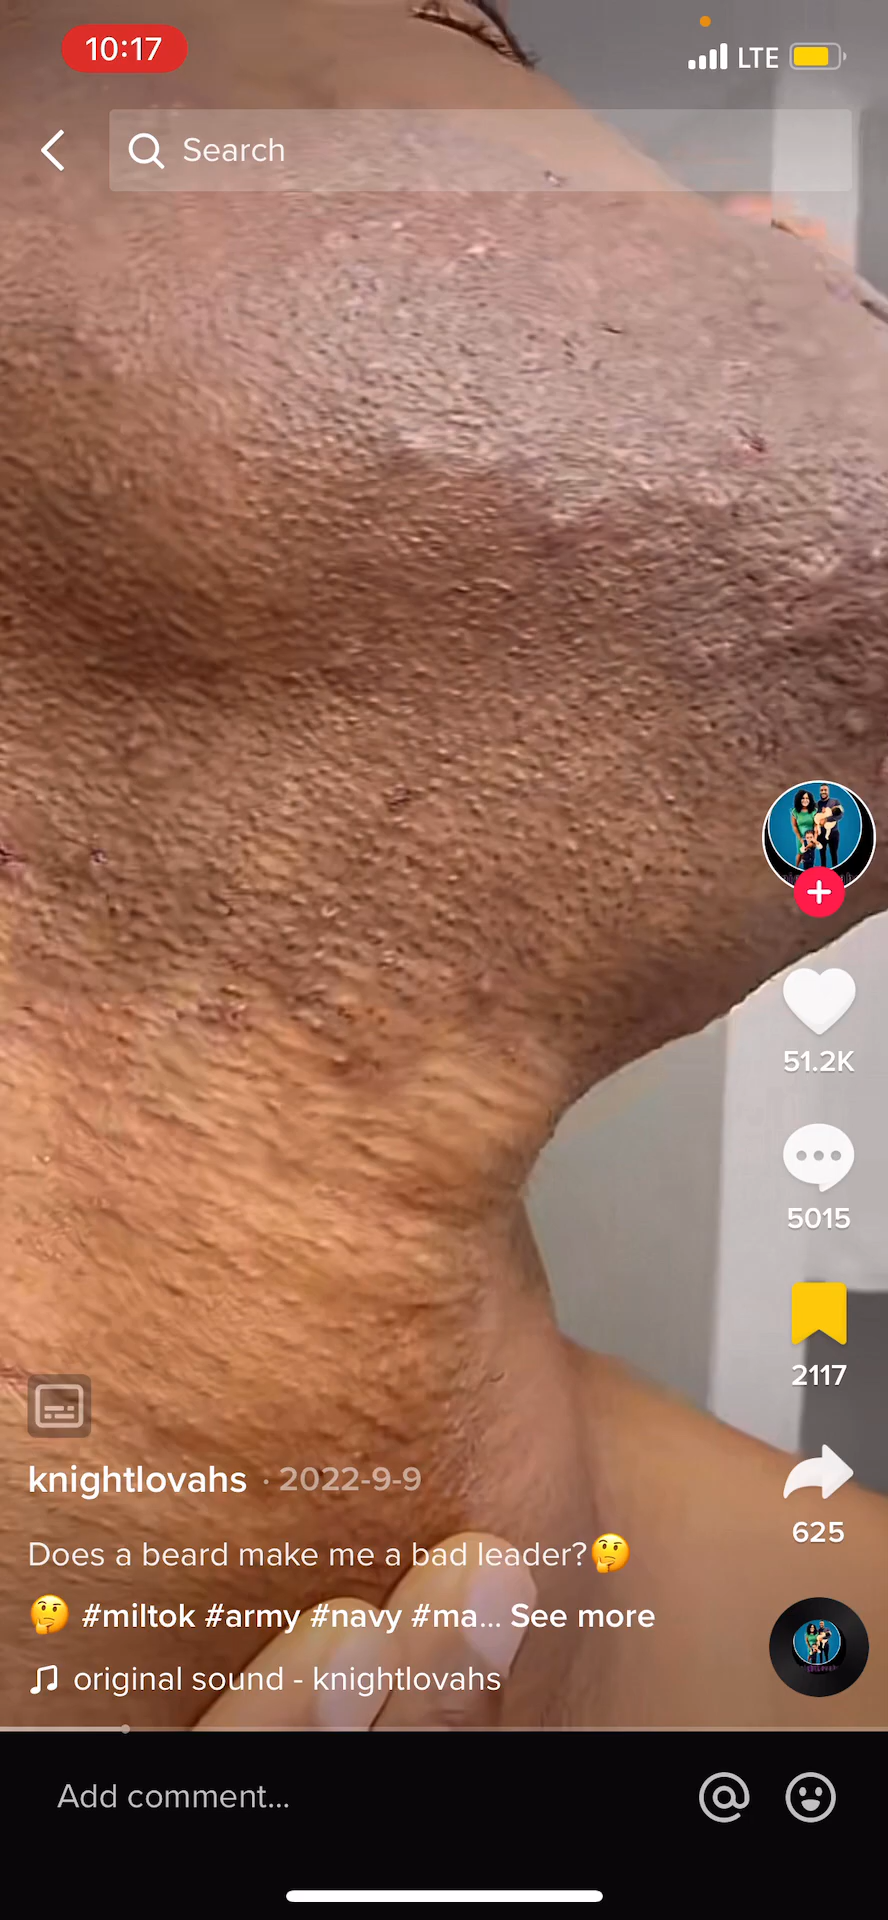 10:17
LTE
Search
51.2K
5015
2117
625
knightlovahs · 2022-9-9
Does a beard make me a bad leader?🤔
🤔 #miltok #army #navy #ma... See more
original sound - knightlovahs
Add comment...